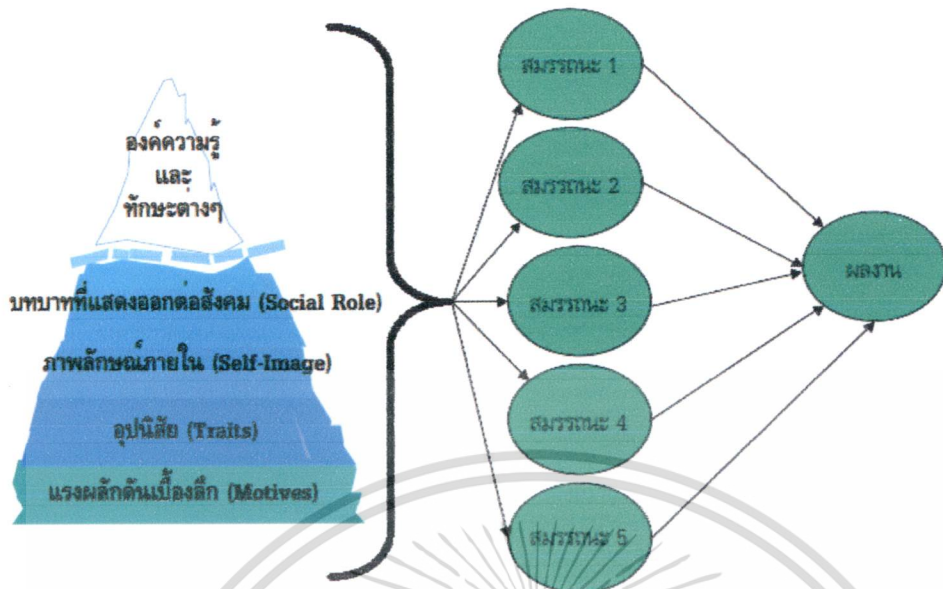 องค์ความรู้
และ
ทักษะต่างๆ
บทบาทที่แสดงออกต่อสังคม (Social Role)
ภาพลักษณ์ภายใน (Self-Image)
อุปนิสัย (Traits)
แรงผลักดันเบื้องลึก (Motives)
สมรรถนะ 1
สมรรถนะ 2
สมรรถนะ 3
สมรรถนะ 4
สมรรถนะ 5
ผลงาน